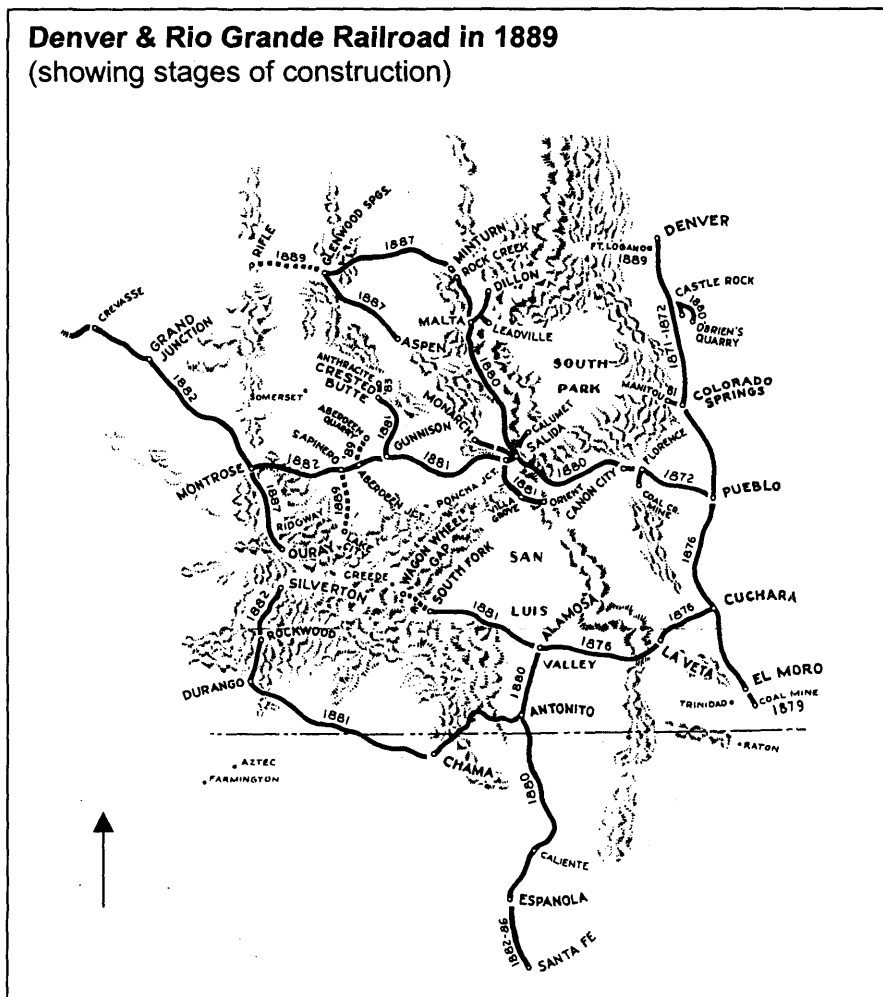 Denver & Rio Grande Railroad in 1889
(showing stages of construction)
RIFLE
1889
GLENWOOD SPGS.
1887
MINTURN
ROCK CREEK
DILLON
FT. LOGAN
1889
DENVER
CREVASSE
GRAND
JUNCTION
1887
ASPEN
MALTA
LEADVILLE
CASTLE ROCK
1880
O'BRIEN'S
QUARRY
1871-1872
1882
ANTHRACITE
CRESTED
BUTTE
83
SOMERSET
1880
SOUTH
PARK
MANITOU
81
COLORADO
SPRINGS
ABERDEEN
QUARRY
89
1881
MONARCH
GUNNISON
CALUMET
SALIDA
FLORENCE
SAPINERO
MONTROSE
1882
1881
1880
1872
PUEBLO
ABERDEEN JCT.
PONCHA JCT.
1881
VILLA
GROVE
ORIENT
CANON CITY
COAL CR.
MINE
1887
RIDGWAY
1889
LAKE
CITY
OURAY
WAGON WHEEL
GAP
SOUTH FORK
CREEDE
SAN
1876
SILVERTON
1882
ROCKWOOD
1881
LUIS
ALAMOSA
1876
CUCHARA
1876
VALLEY
LA VETA
EL MORO
DURANGO
1880
TRINIDAD
COAL MINE
1879
1881
ANTONITO
CHAMA
RATON
AZTEC
FARMINGTON
1880
CALIENTE
ESPANOLA
1882-86
SANTA FE